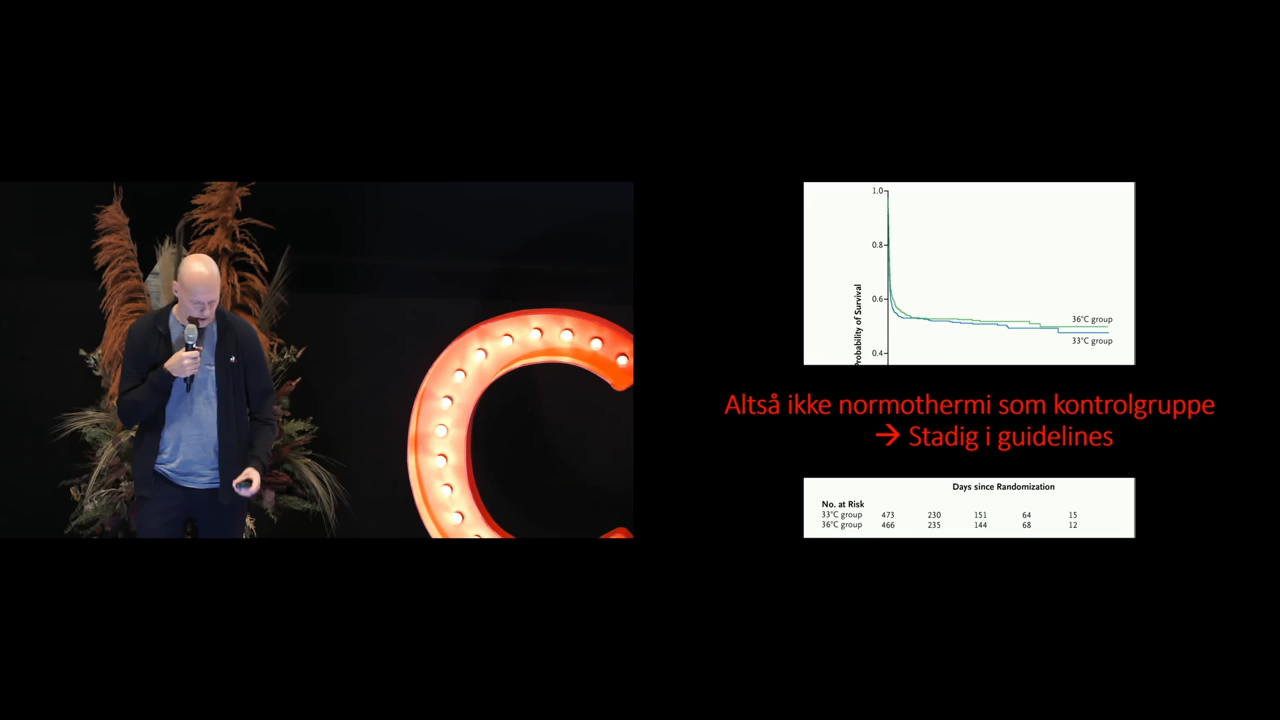 1.0
0.8
0.6
0.4
Probability of Survival
36°C group
33°C group
Altså ikke normothermi som kontrolgruppe
→ Stadig i guidelines
Days since Randomization
No. at Risk
33°C group 473 230 151 64 15
36°C group 466 235 144 68 12